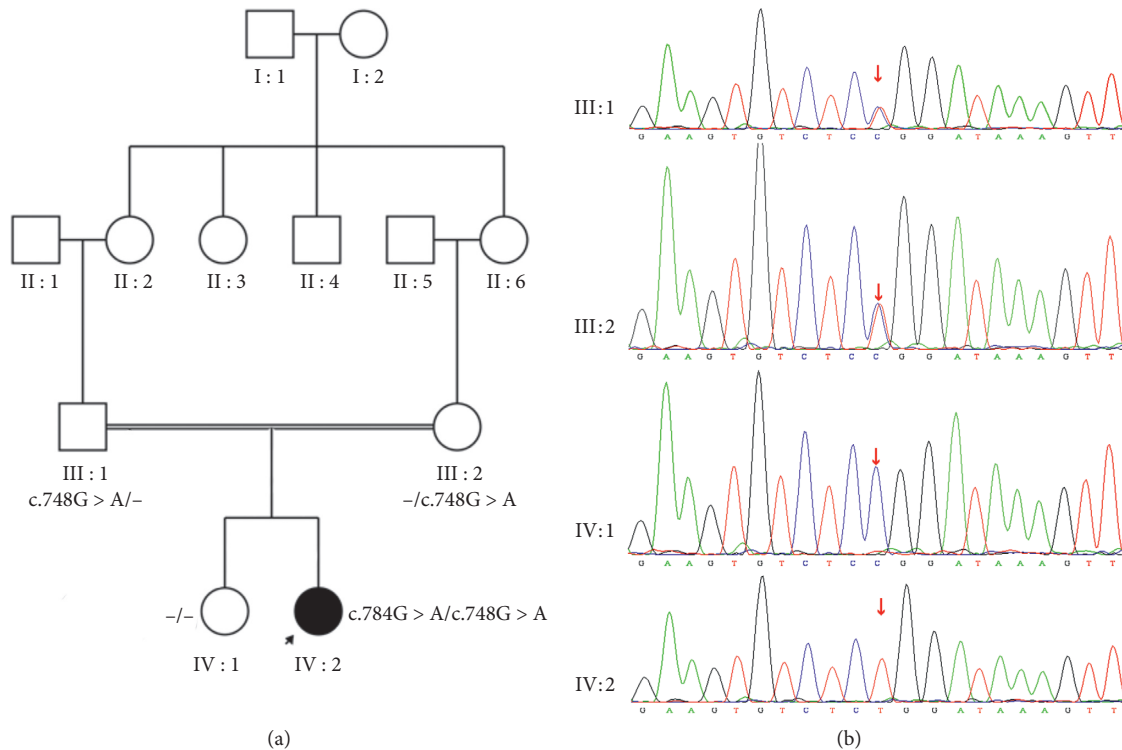 I : 1
I : 2
II : 1
II : 2
II : 3
II : 4
II : 5
II : 6
III : 1
c.748G > A/–
III : 2
–/c.748G > A
–/–
IV : 1
c.784G > A/c.748G > A
IV : 2
(a)
III:1
G A A G T G T C T C C G G A T A A A G T T
III:2
G A A G T G T C T C C G G A T A A A G T T
IV:1
G A A G T G T C T C C G G A T A A A G T T
IV:2
G A A G T G T C T C T G G A T A A A G T T
(b)